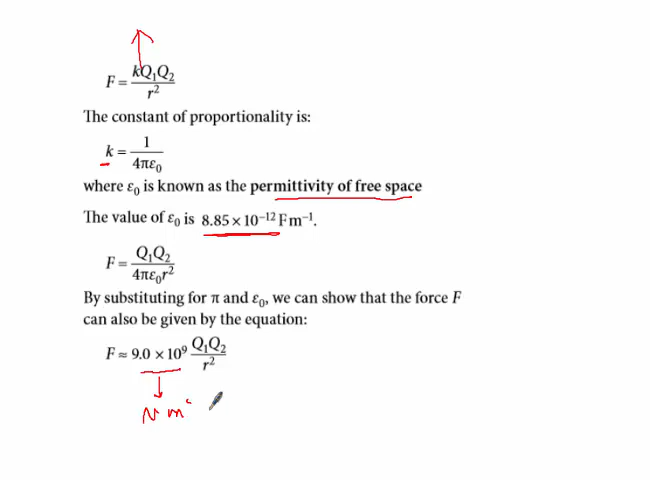 F = kQ₁Q₂ / r²
The constant of proportionality is:
k = 1 / 4πε₀
where ε₀ is known as the permittivity of free space
The value of ε₀ is 8.85 × 10⁻¹² F m⁻¹.
F = Q₁Q₂ / 4πε₀r²
By substituting for π and ε₀, we can show that the force F
can also be given by the equation:
F ≈ 9.0 × 10⁹ Q₁Q₂ / r²
N m